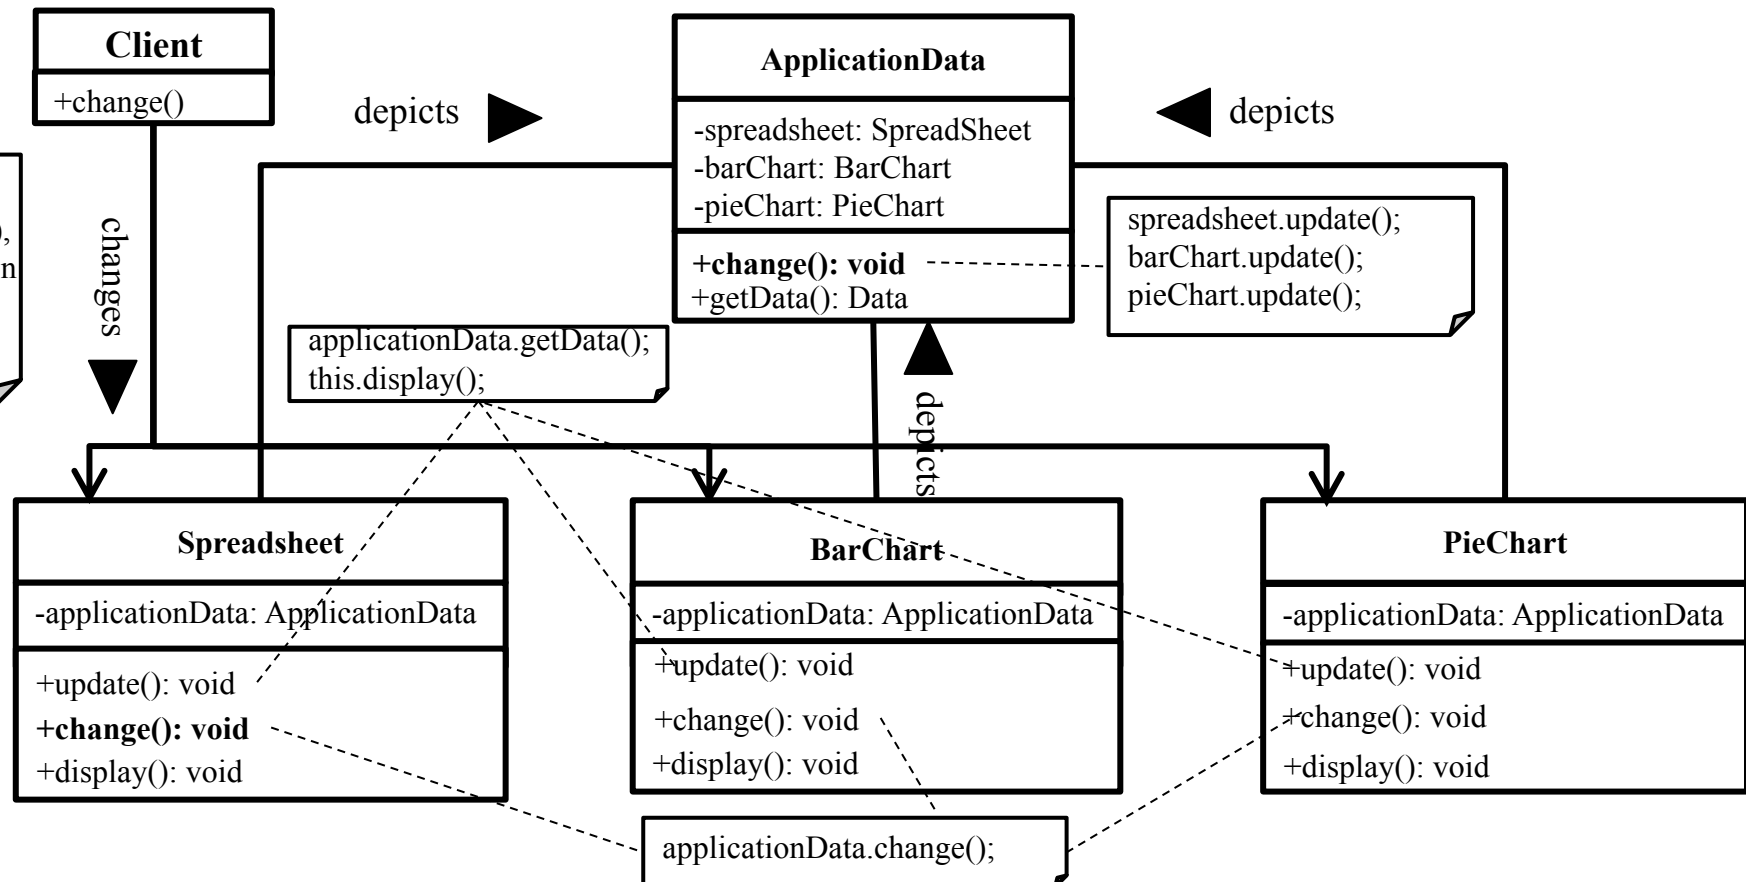 Client
+change()
depicts
ApplicationData
-spreadsheet: SpreadSheet
-barChart: BarChart
-pieChart: PieChart
+change(): void
+getData(): Data
depicts
spreadsheet.update();
barChart.update();
pieChart.update();
changes
applicationData.getData();
this.display();
depicts
Spreadsheet
-applicationData: ApplicationData
+update(): void
+change(): void
+display(): void
BarChart
-applicationData: ApplicationData
+update(): void
+change(): void
+display(): void
PieChart
-applicationData: ApplicationData
+update(): void
+change(): void
+display(): void
applicationData.change();